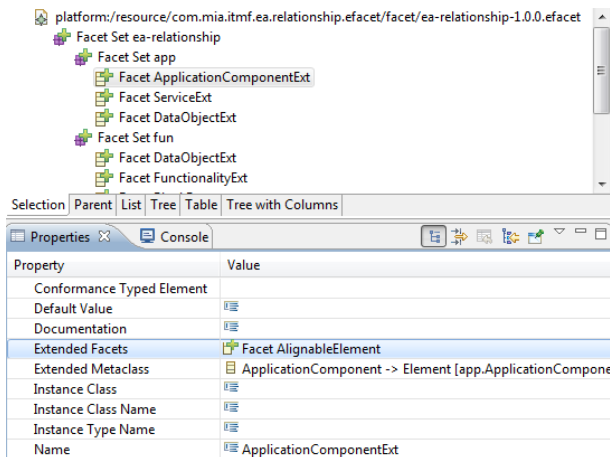 platform:/resource/com.mia.itmf.ea.relationship.efacet/facet/ea-relationship-1.0.0.efacet
Facet Set ea-relationship
Facet Set app
Facet ApplicationComponentExt
Facet ServiceExt
Facet DataObjectExt
Facet Set fun
Facet DataObjectExt
Facet FunctionalityExt
Selection Parent List Tree Table Tree with Columns
Properties Console
Property Value
Conformance Typed Element
Default Value
Documentation
Extended Facets Facet AlignableElement
Extended Metaclass ApplicationComponent -> Element [app.ApplicationCompone
Instance Class
Instance Class Name
Instance Type Name
Name ApplicationComponentExt